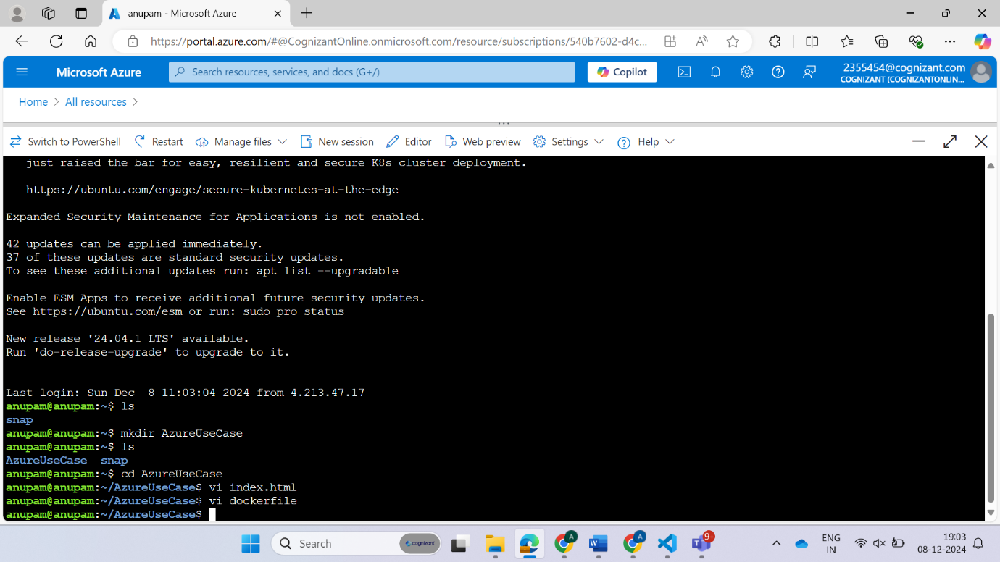 anupam - Microsoft Azure
https://portal.azure.com/#@CognizantOnline.onmicrosoft.com/resource/subscriptions/540b7602-d4c...
Microsoft Azure
Search resources, services, and docs (G+/)
Copilot
2355454@cognizant.com
COGNIZANT (COGNIZANTONLIN...
Home > All resources >
Switch to PowerShell Restart Manage files New session Editor Web preview Settings Help
just raised the bar for easy, resilient and secure K8s cluster deployment.
https://ubuntu.com/engage/secure-kubernetes-at-the-edge
Expanded Security Maintenance for Applications is not enabled.
42 updates can be applied immediately.
37 of these updates are standard security updates.
To see these additional updates run: apt list --upgradable
Enable ESM Apps to receive additional future security updates.
See https://ubuntu.com/esm or run: sudo pro status
New release '24.04.1 LTS' available.
Run 'do-release-upgrade' to upgrade to it.
Last login: Sun Dec  8 11:03:04 2024 from 4.213.47.17
anupam@anupam:~$ ls
snap
anupam@anupam:~$ mkdir AzureUseCase
anupam@anupam:~$ ls
AzureUseCase  snap
anupam@anupam:~$ cd AzureUseCase
anupam@anupam:~/AzureUseCase$ vi index.html
anupam@anupam:~/AzureUseCase$ vi dockerfile
anupam@anupam:~/AzureUseCase$
Search
cognizant
A
W
A
9+
ENG
IN
19:03
08-12-2024